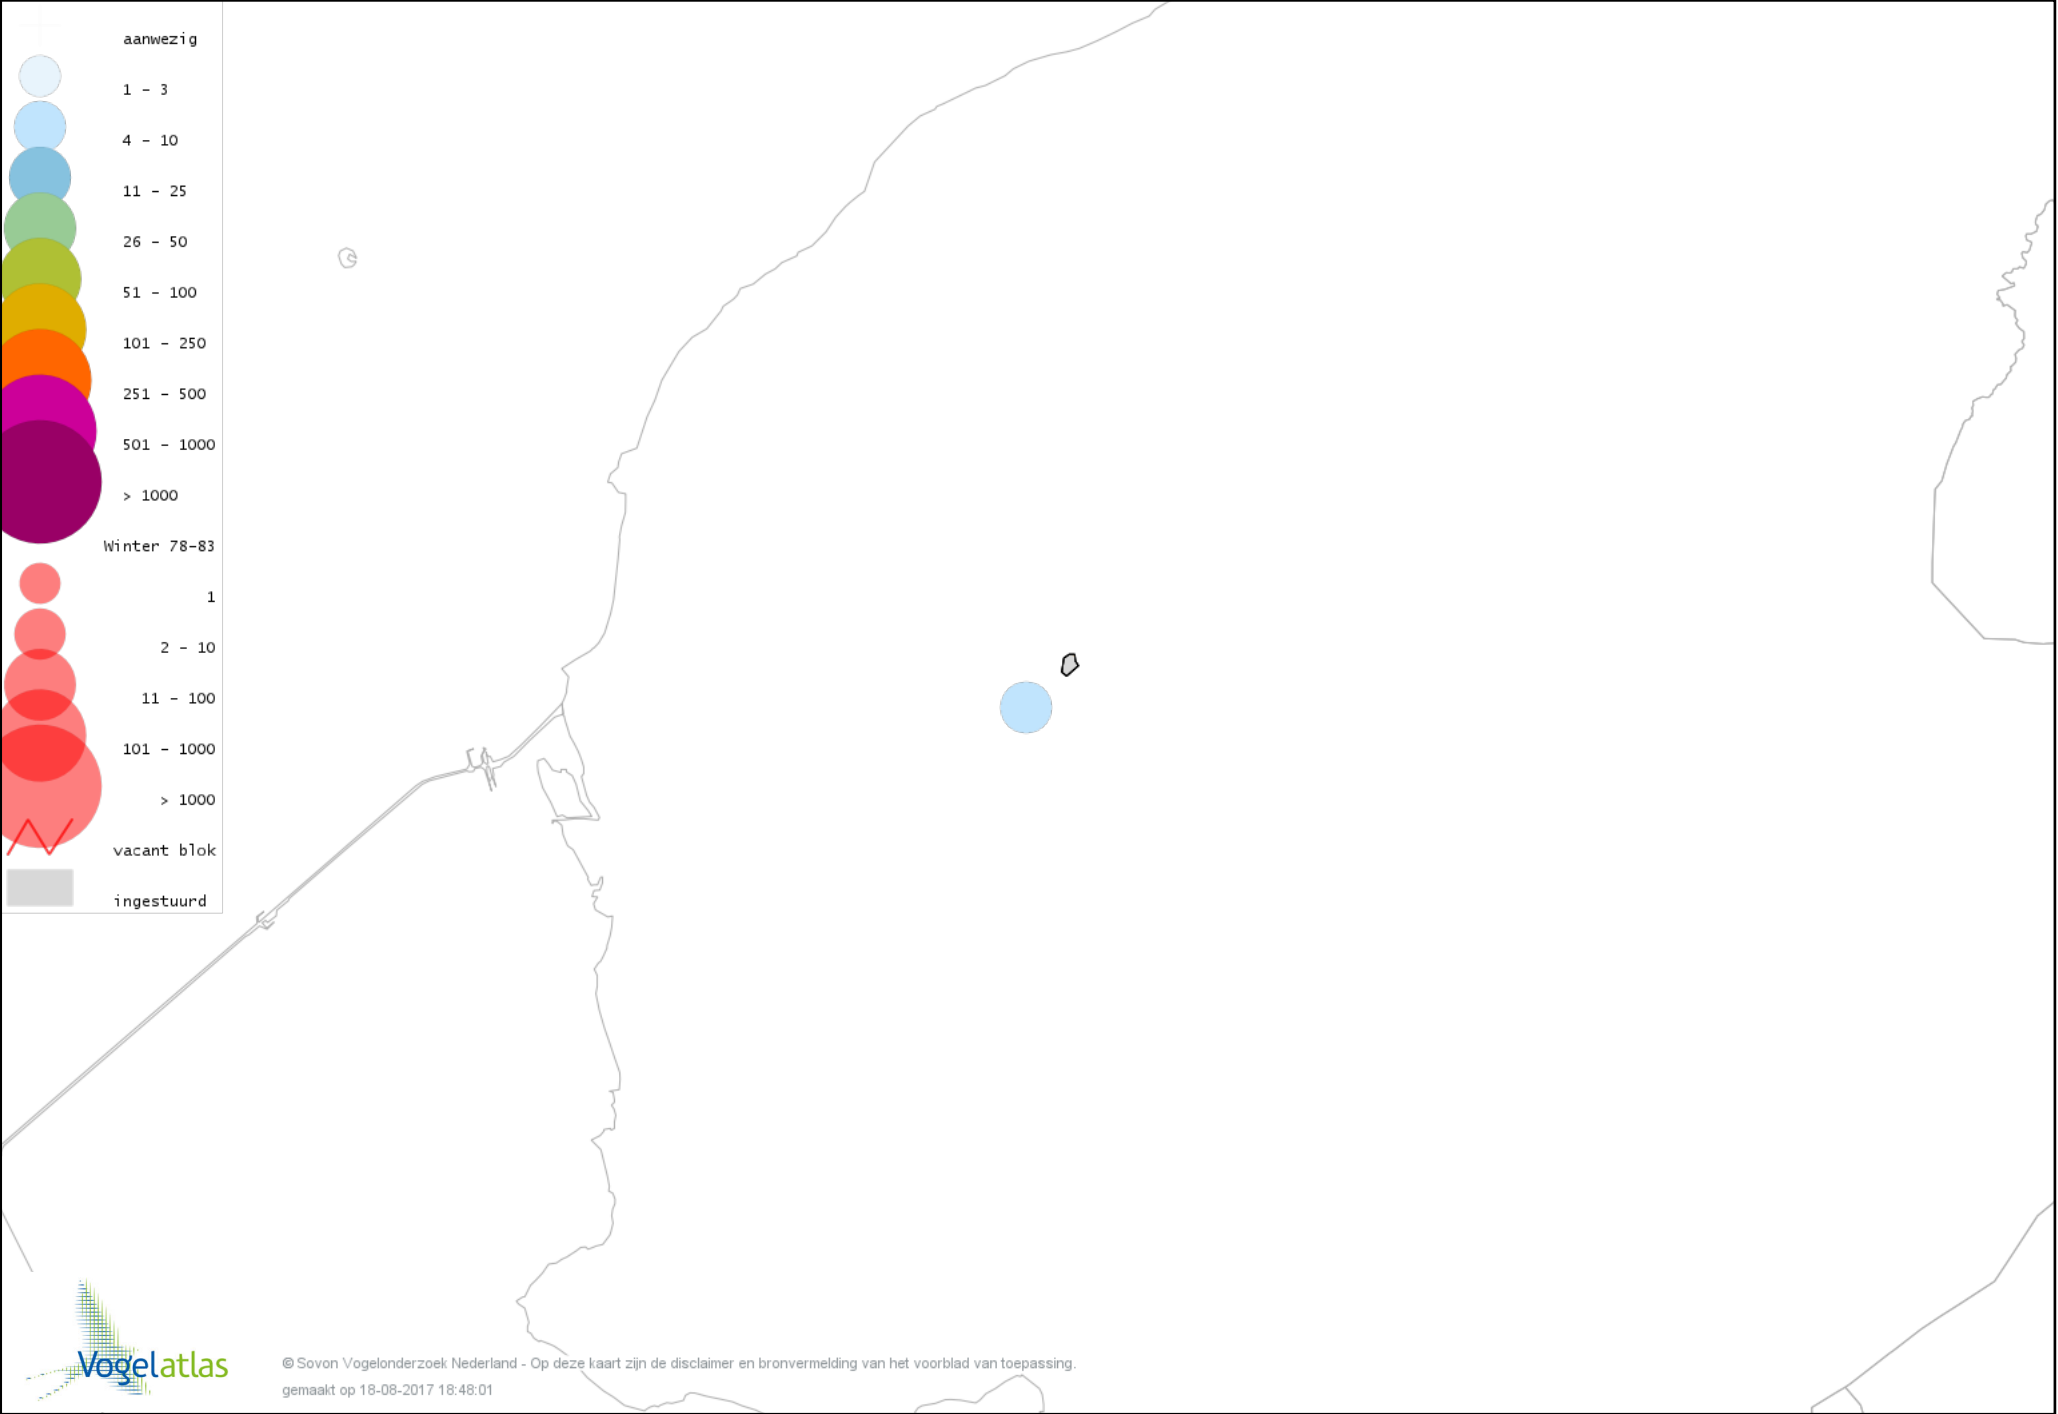 aanwezig
1 - 3
4 - 10
11 - 25
26 - 50
51 - 100
101 - 250
251 - 500
501 - 1000
> 1000
Winter 78-83
1
2 - 10
11 - 100
101 - 1000
> 1000
vacant blok
ingestuurd
Vogelatlas
© Sovon Vogelonderzoek Nederland - Op deze kaart zijn de disclaimer en bronvermelding van het voorblad van toepassing.
gemaakt op 18-08-2017 18:48:01